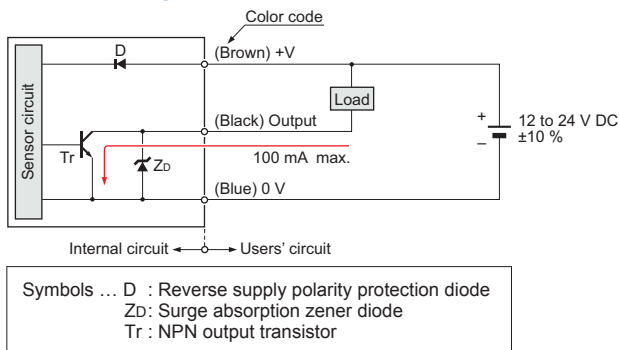 Color code
D
(Brown) +V
Load
Sensor circuit
(Black) Output
+
12 to 24 V DC
–
±10 %
Tr
ZD
100 mA max.
(Blue) 0 V
Internal circuit
Users' circuit
Symbols … D : Reverse supply polarity protection diode
ZD: Surge absorption zener diode
Tr : NPN output transistor